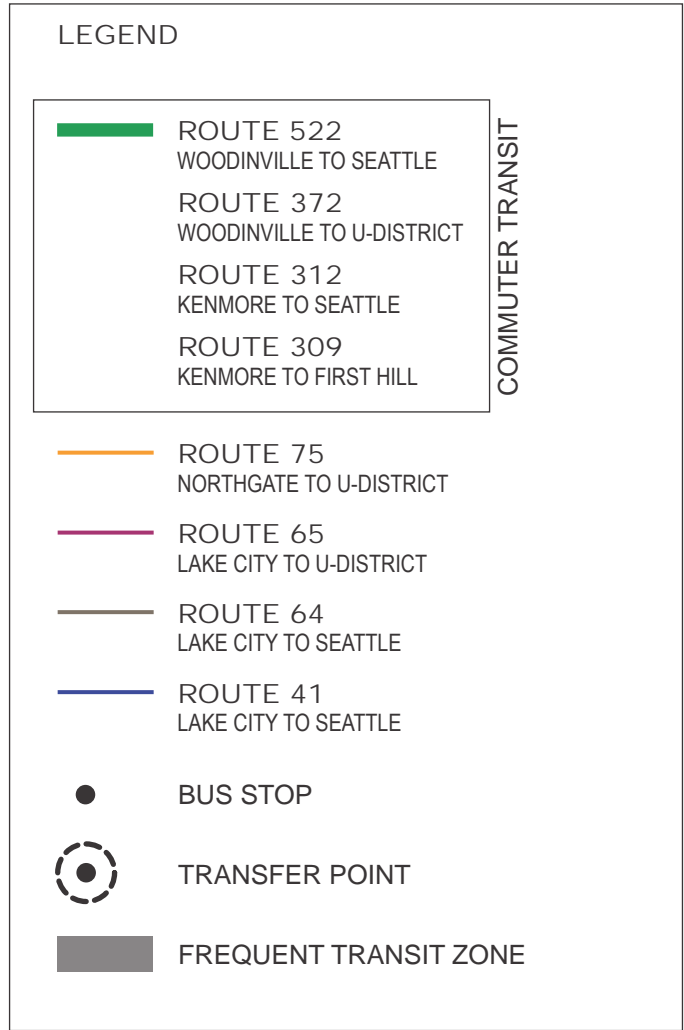 LEGEND
ROUTE 522
WOODINVILLE TO SEATTLE
ROUTE 372
WOODINVILLE TO U-DISTRICT
ROUTE 312
KENMORE TO SEATTLE
ROUTE 309
KENMORE TO FIRST HILL
COMMUTER TRANSIT
ROUTE 75
NORTHGATE TO U-DISTRICT
ROUTE 65
LAKE CITY TO U-DISTRICT
ROUTE 64
LAKE CITY TO SEATTLE
ROUTE 41
LAKE CITY TO SEATTLE
BUS STOP
TRANSFER POINT
FREQUENT TRANSIT ZONE